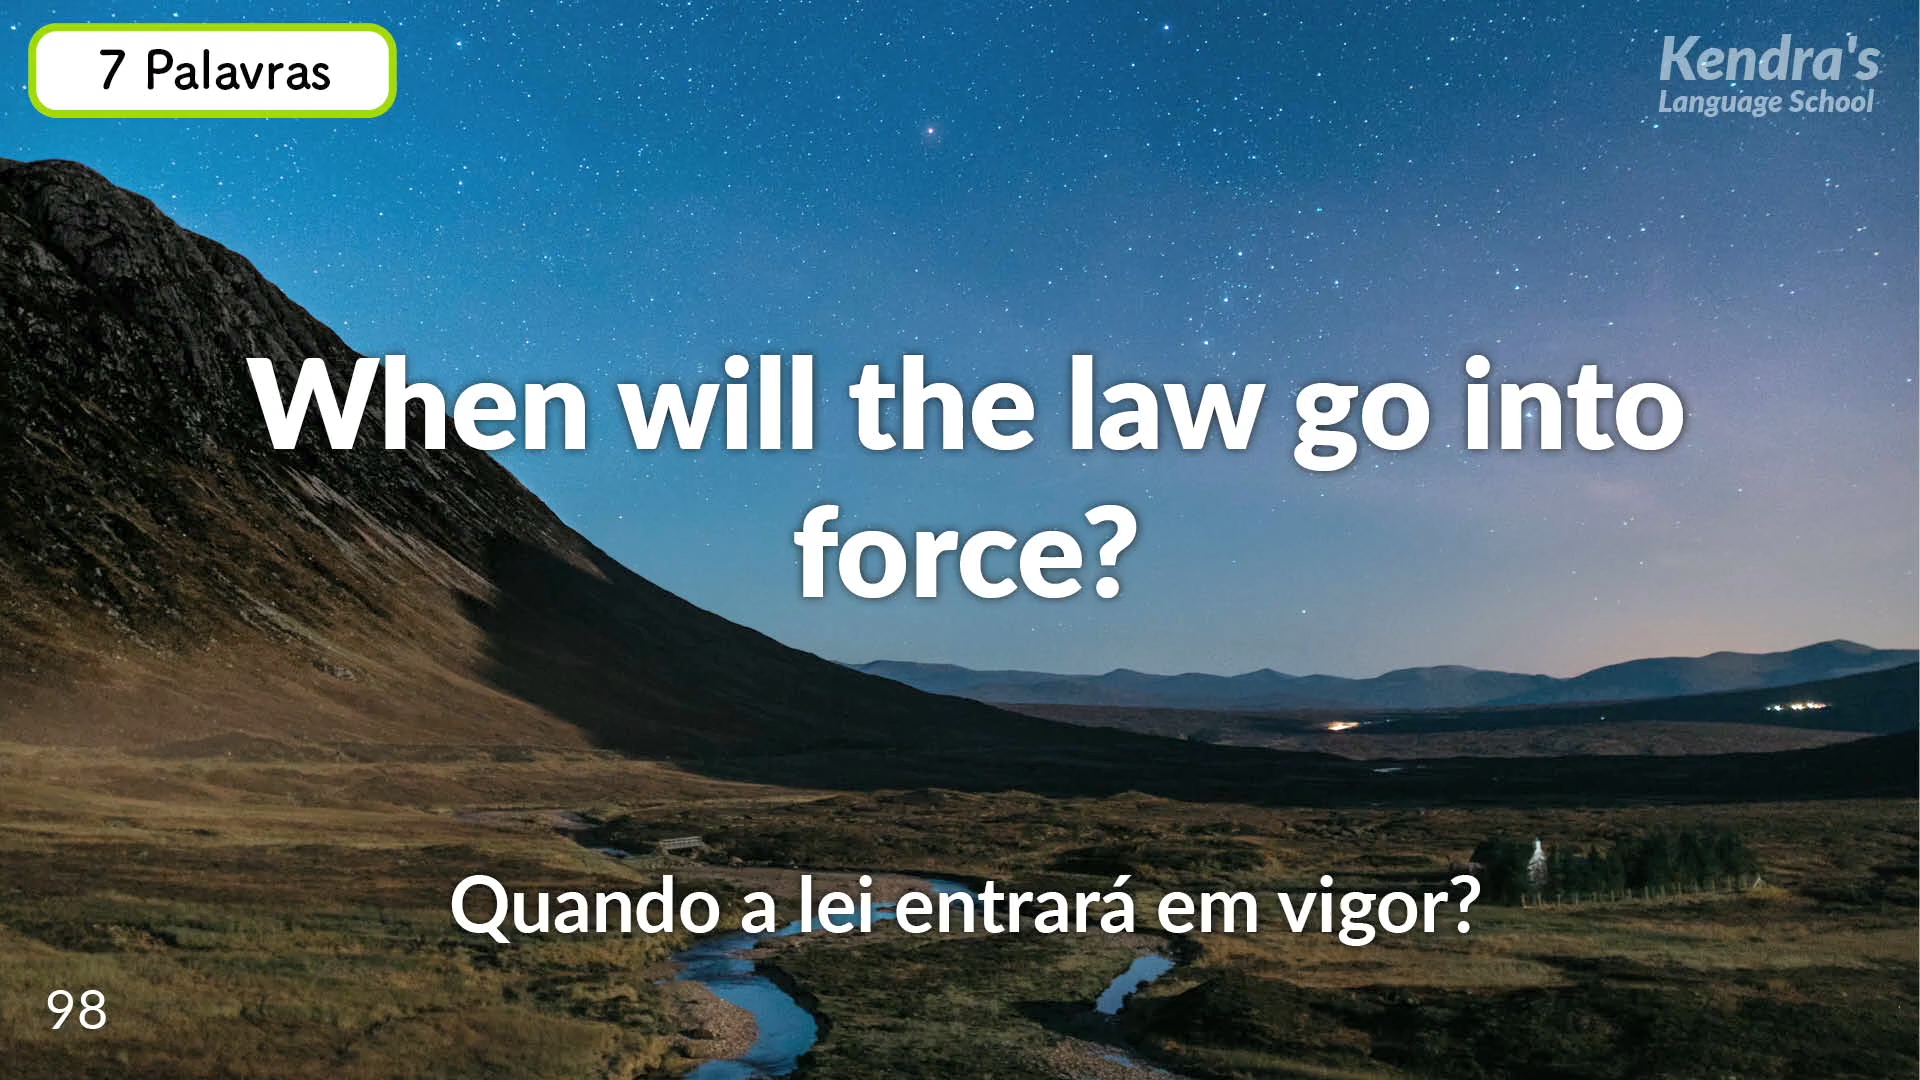 7 Palavras
Kendra's
Language School
When will the law go into
force?
Quando a lei entrará em vigor?
98